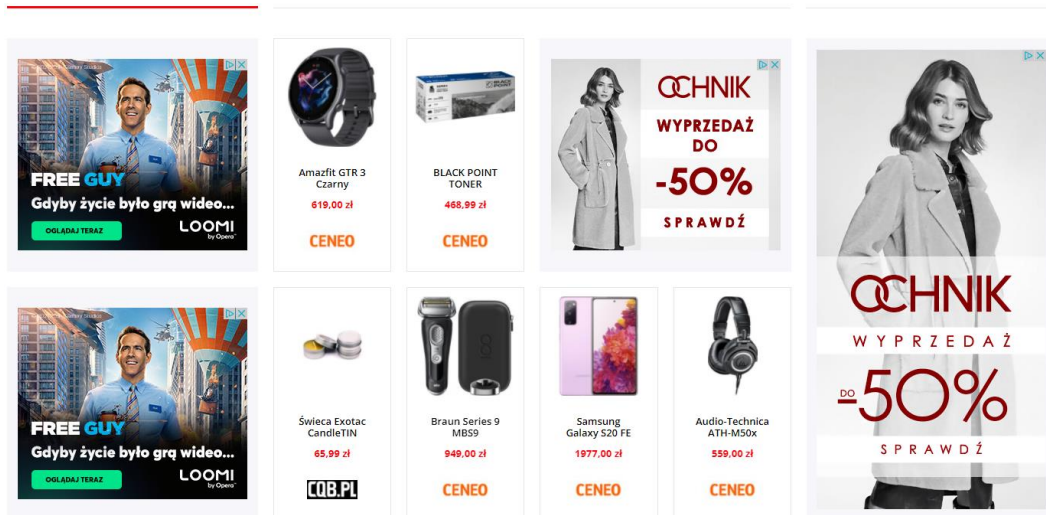 FREE GUY
Gdyby życie było grą wideo...
OGLĄDAJ TERAZ
LOOMI
by Opera
Amazfit GTR 3
Czarny
619,00 zł
CENEO
BLACK POINT
TONER
468,99 zł
CENEO
OCHNIK
WYPRZEDAŻ
DO
-50%
SPRAWDŹ
OCHNIK
WYPRZEDAŻ
DO
-50%
SPRAWDŹ
FREE GUY
Gdyby życie było grą wideo...
OGLĄDAJ TERAZ
LOOMI
by Opera
Świeca Exotac
CandleTIN
65,99 zł
CQB.PL
Braun Series 9
MBS9
949,00 zł
CENEO
Samsung
Galaxy S20 FE
1977,00 zł
CENEO
Audio-Technica
ATH-M50x
559,00 zł
CENEO